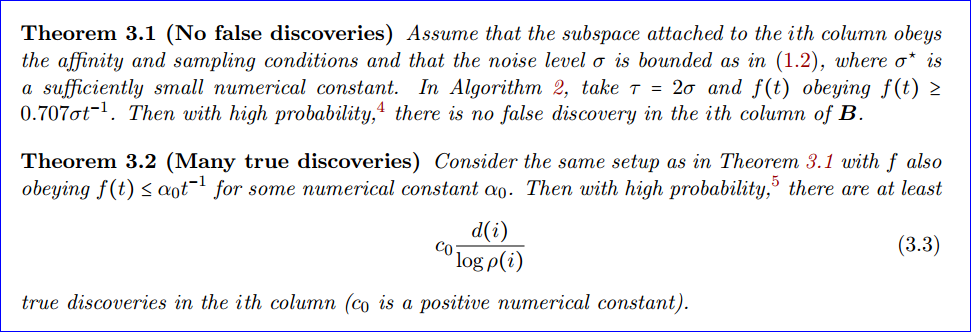 Theorem 3.1 (No false discoveries) Assume that the subspace attached to the ith column obeys
the affinity and sampling conditions and that the noise level σ is bounded as in (1.2), where σ⋆ is
a sufficiently small numerical constant. In Algorithm 2, take τ = 2σ and f(t) obeying f(t) ≥
0.707σt⁻¹. Then with high probability,⁴ there is no false discovery in the ith column of B.
Theorem 3.2 (Many true discoveries) Consider the same setup as in Theorem 3.1 with f also
obeying f(t) ≤ α₀t⁻¹ for some numerical constant α₀. Then with high probability,⁵ there are at least
c₀ d(i) / log ρ(i) (3.3)
true discoveries in the ith column (c₀ is a positive numerical constant).